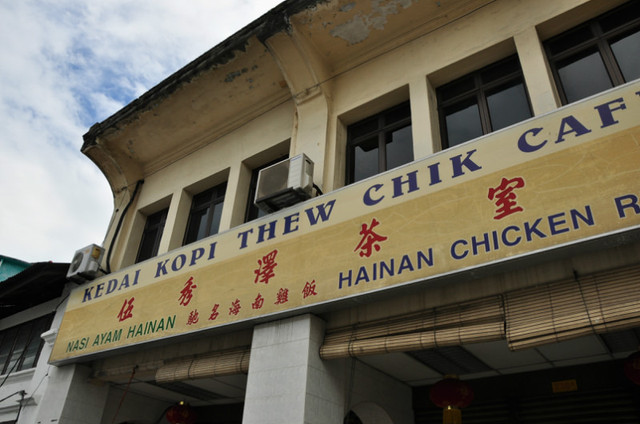 KEDAI KOPI THEW CHIK CAF
伍秀澤茶室
NASI AYAM HAINAN 馳名海南雞飯 HAINAN CHICKEN R